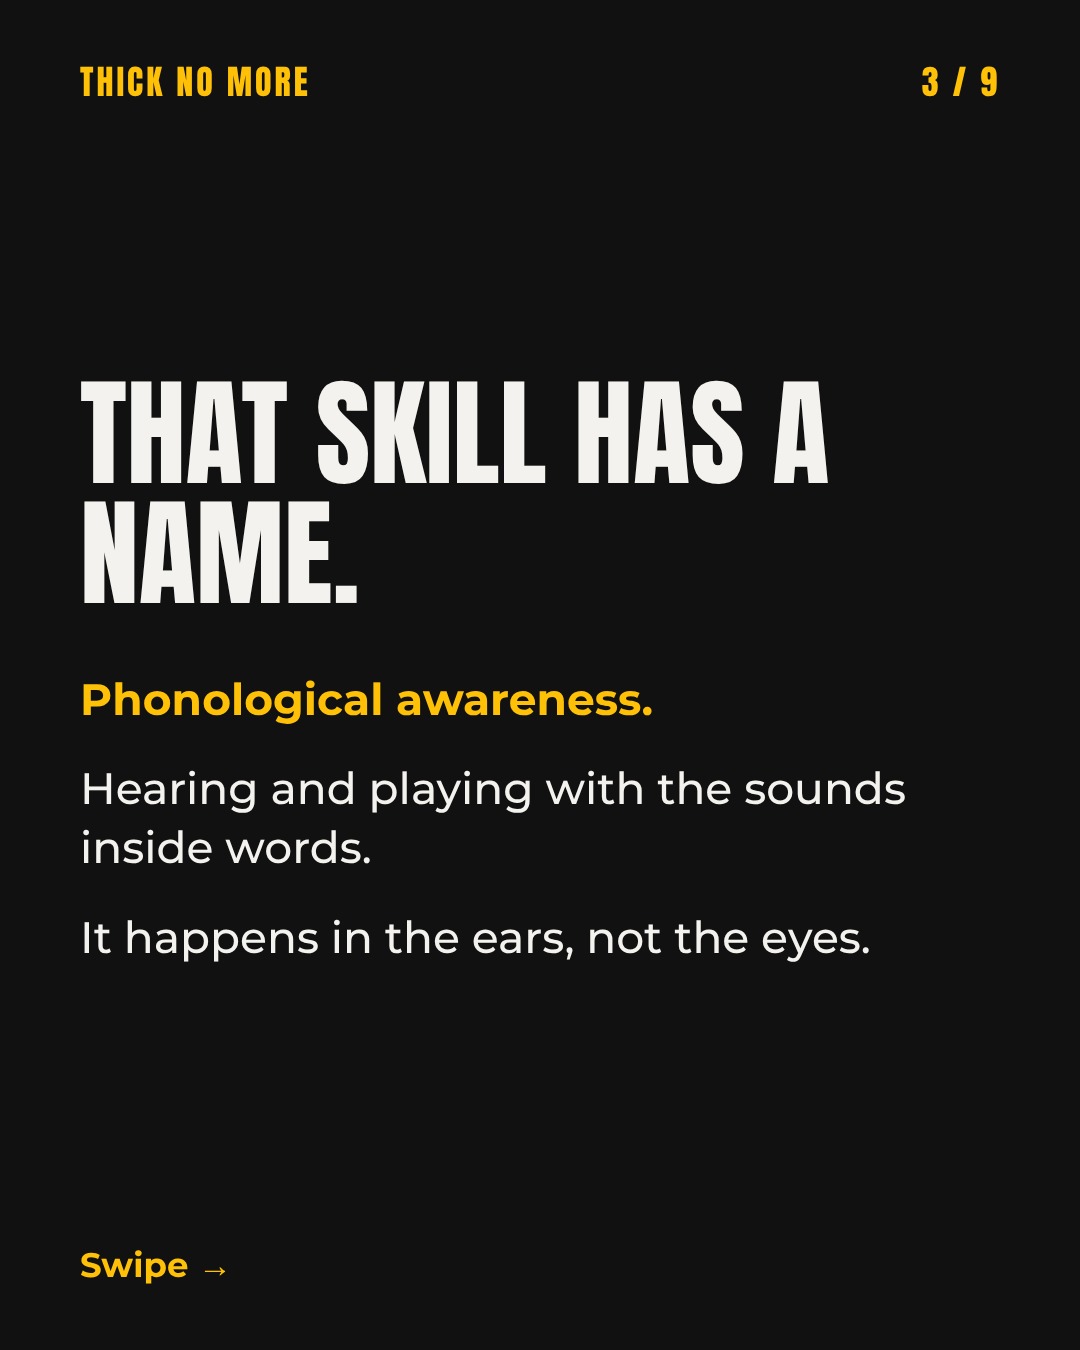 THICK NO MORE
3 / 9
THAT SKILL HAS A
NAME.
Phonological awareness.
Hearing and playing with the sounds
inside words.
It happens in the ears, not the eyes.
Swipe →